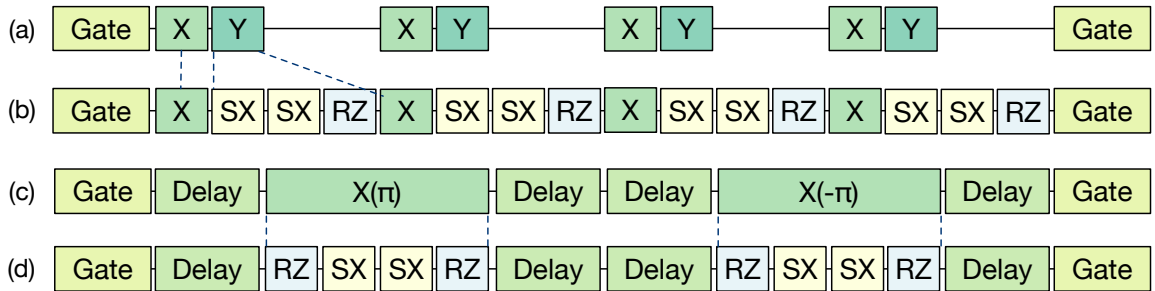 (a) Gate X Y X Y X Y X Y Gate
(b) Gate X SX SX RZ X SX SX RZ X SX SX RZ X SX SX RZ Gate
(c) Gate Delay X(π) Delay Delay X(-π) Delay Gate
(d) Gate Delay RZ SX SX RZ Delay Delay RZ SX SX RZ Delay Gate